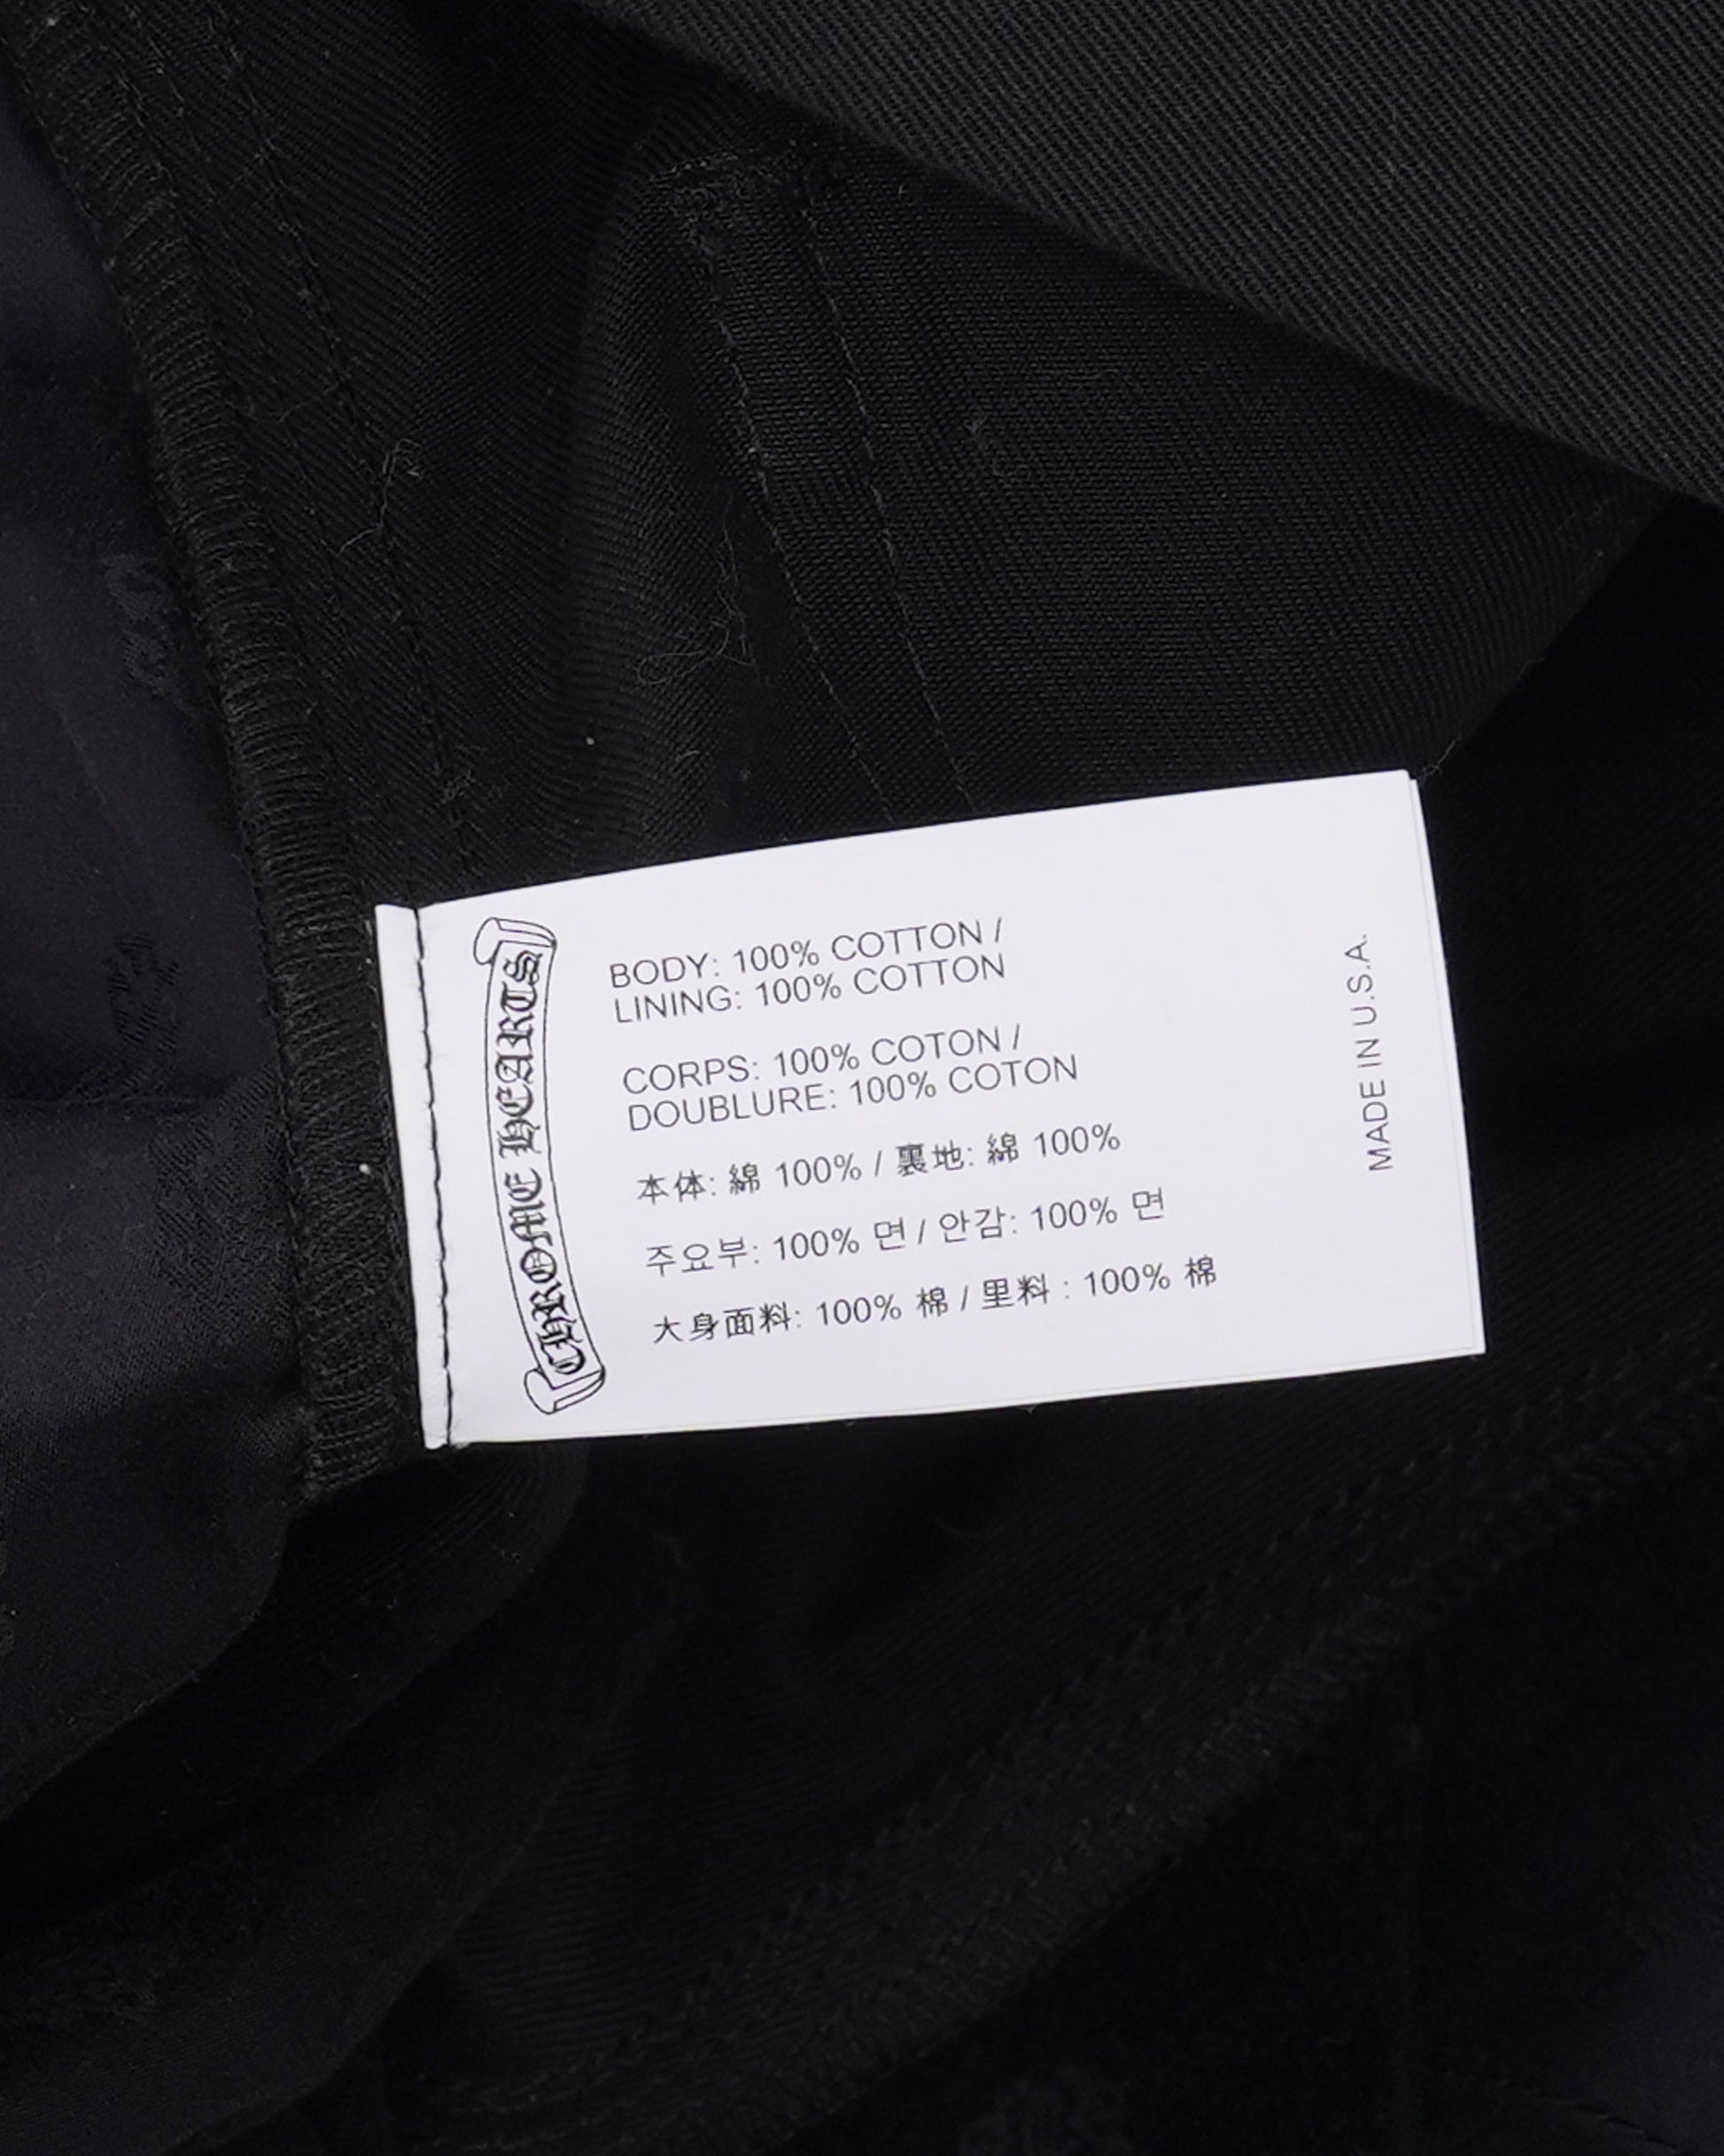 CHROME HEARTS
BODY: 100% COTTON /
LINING: 100% COTTON
CORPS: 100% COTON /
DOUBLURE: 100% COTON
本体: 綿 100% / 裏地: 綿 100%
주요부: 100% 면 / 안감: 100% 면
大身面料: 100% 棉 / 里料 : 100% 棉
MADE IN U.S.A.